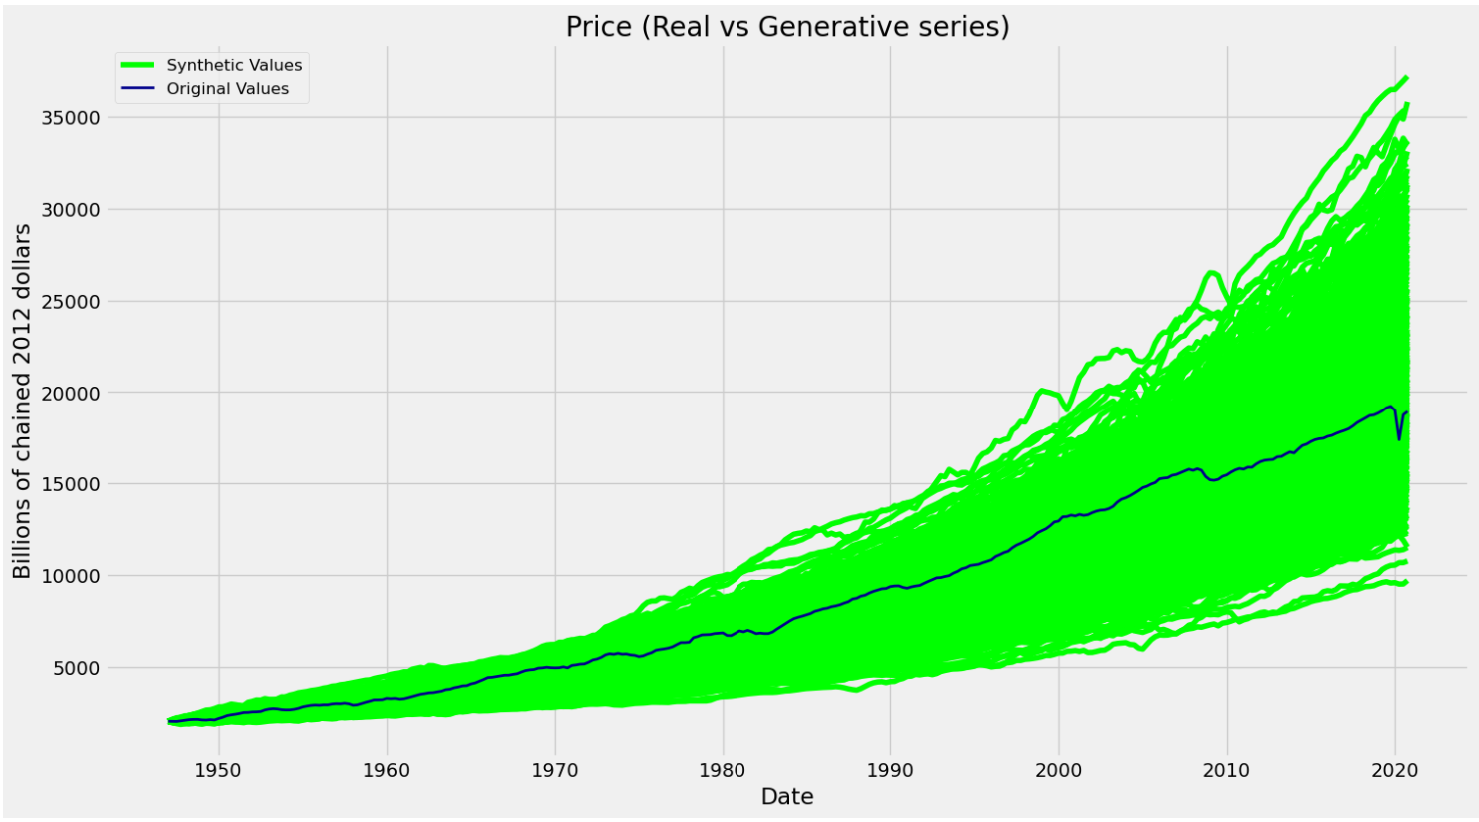 Price (Real vs Generative series)
Synthetic Values
Original Values
35000
30000
25000
20000
15000
10000
5000
Billions of chained 2012 dollars
1950 1960 1970 1980 1990 2000 2010 2020
Date